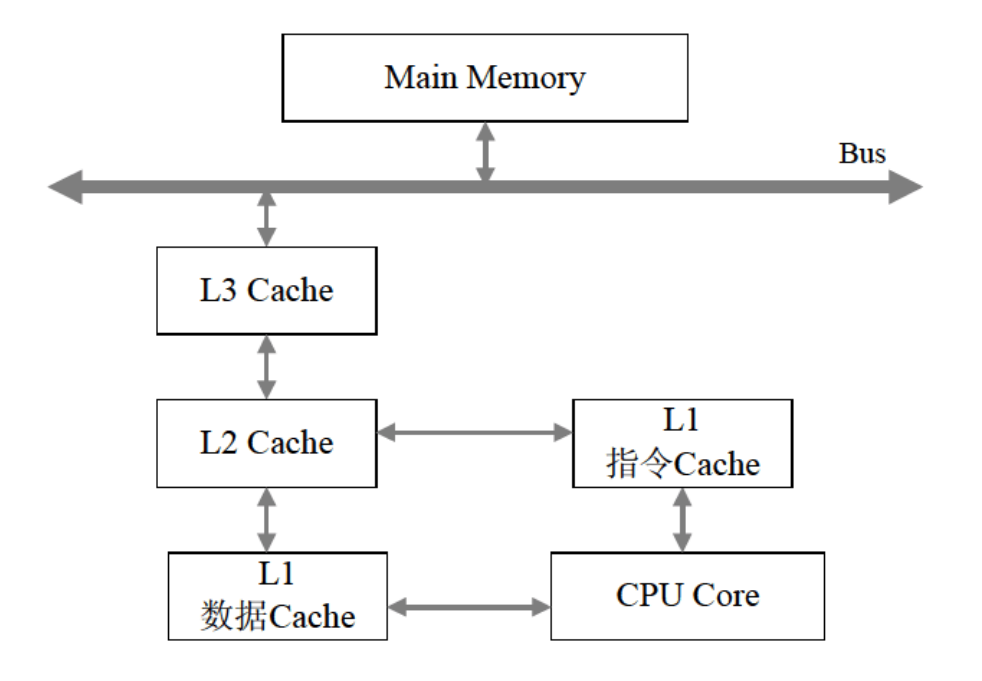 Main Memory
Bus
L3 Cache
L2 Cache
L1
指令Cache
L1
数据Cache
CPU Core